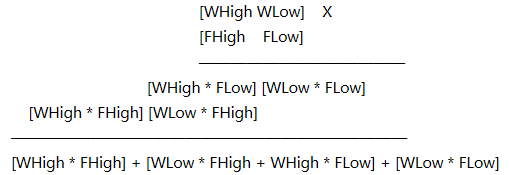 [WHigh WLow] X
[FHigh FLow]
[WHigh * FLow] [WLow * FLow]
[WHigh * FHigh] [WLow * FHigh]
[WHigh * FHigh] + [WLow * FHigh + WHigh * FLow] + [WLow * FLow]